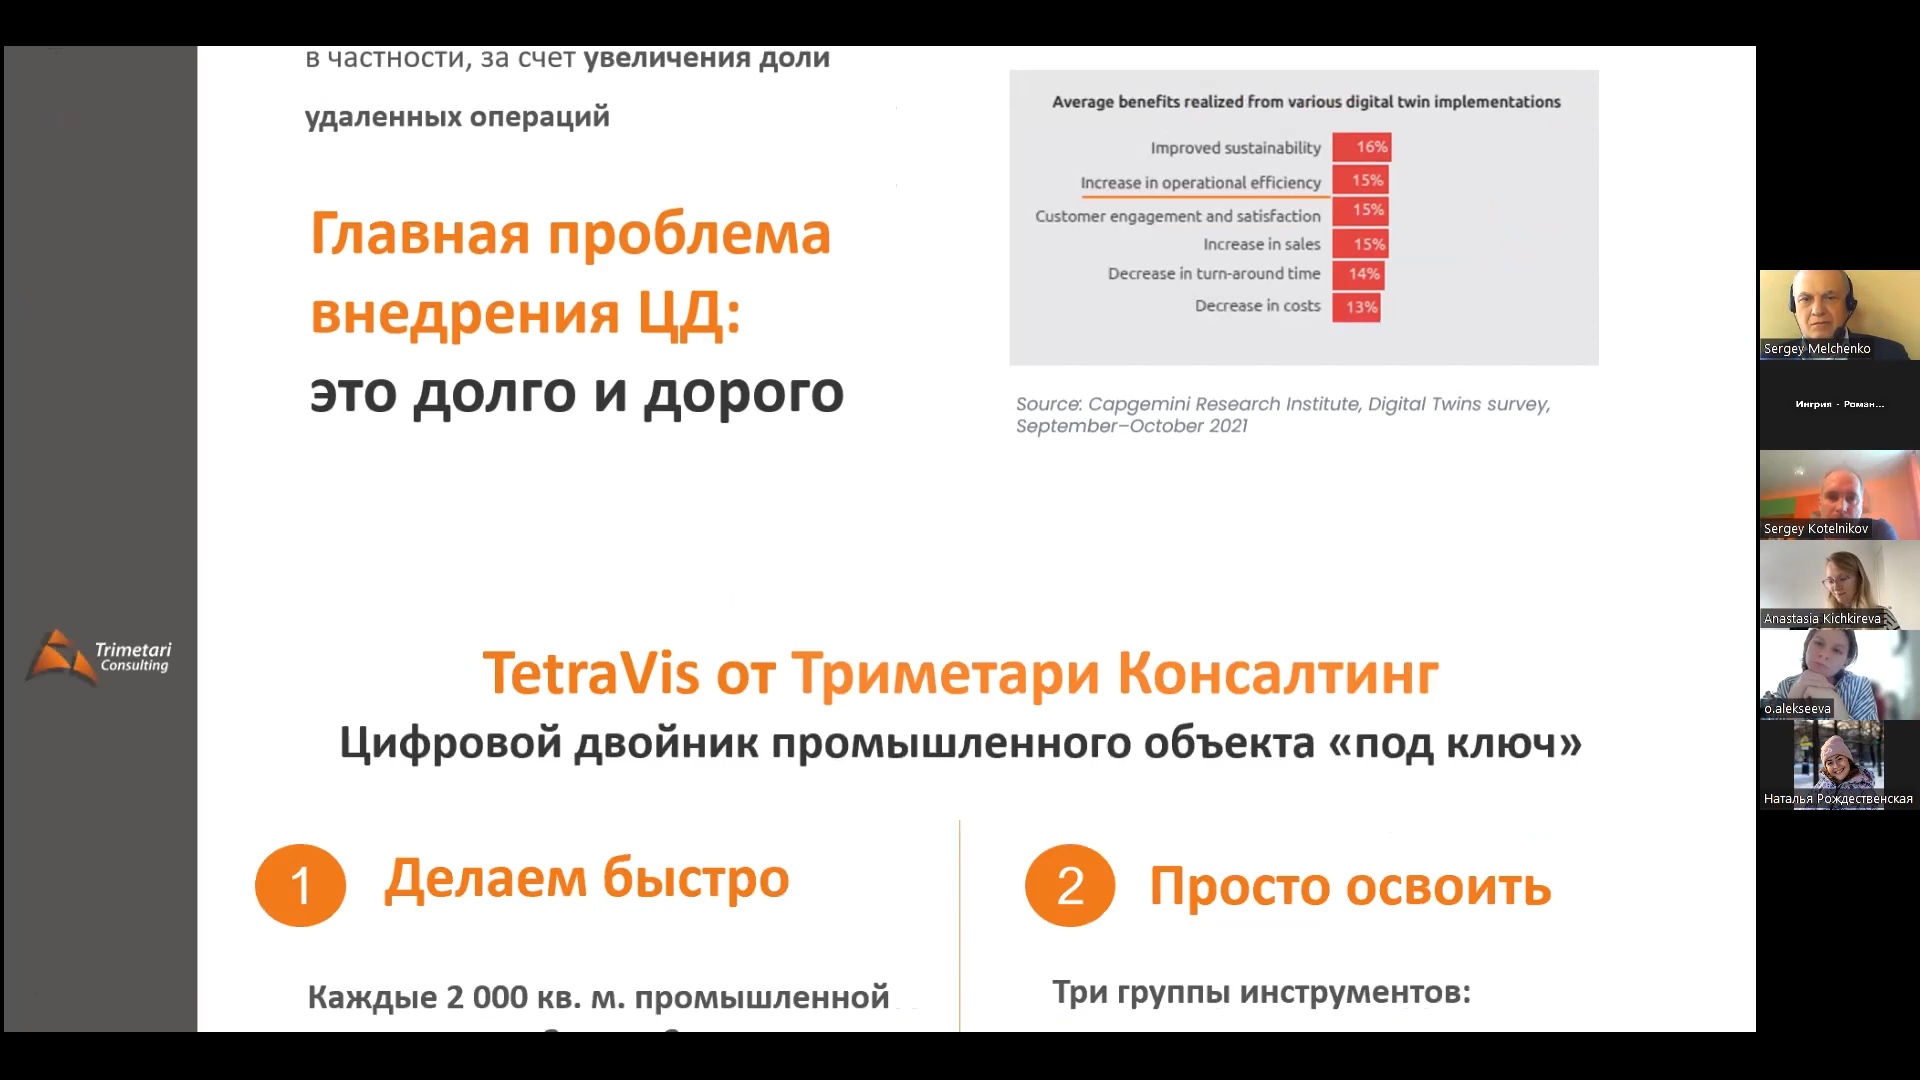 в частности, за счет увеличения доли
удаленных операций
Главная проблема
внедрения ЦД:
это долго и дорого
Average benefits realized from various digital twin implementations
Improved sustainability 16%
Increase in operational efficiency 15%
Customer engagement and satisfaction 15%
Increase in sales 15%
Decrease in turn-around time 14%
Decrease in costs 13%
Source: Capgemini Research Institute, Digital Twins survey,
September–October 2021
Trimetari
Consulting
TetraVis от Триметари Консалтинг
Цифровой двойник промышленного объекта «под ключ»
1 Делаем быстро
Каждые 2 000 кв. м. промышленной
2 Просто освоить
Три группы инструментов:
Sergey Melchenko
Ингрия - Роман...
Sergey Kotelnikov
Anastasia Kichkireva
o.alekseeva
Наталья Рождественская